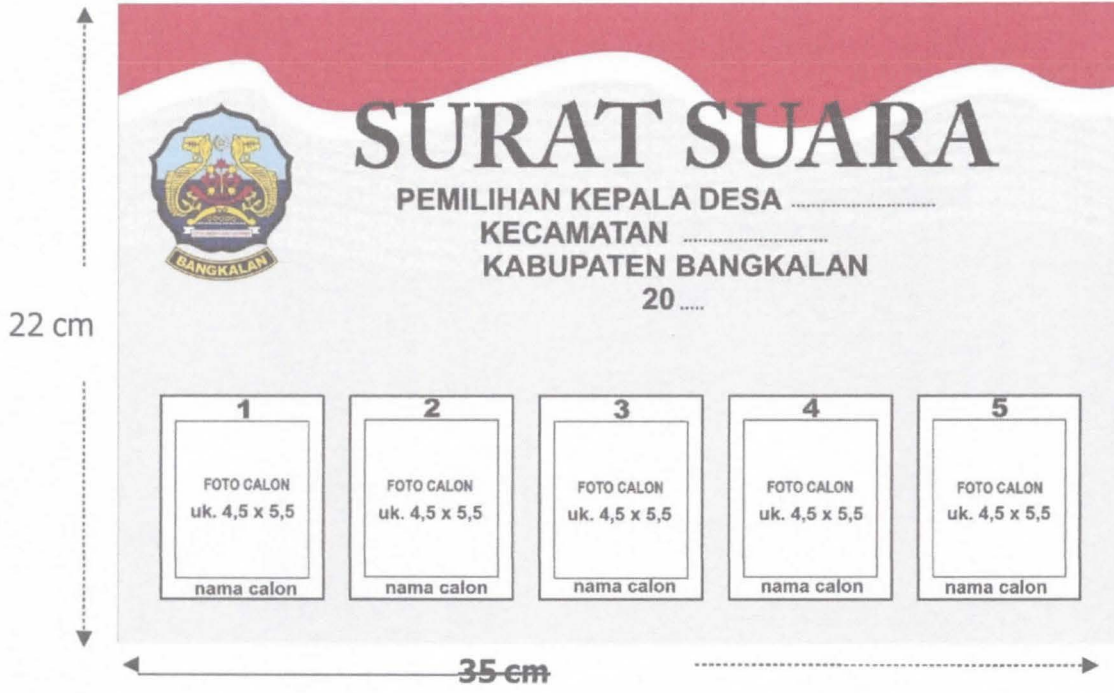 SURAT SUARA
PEMILIHAN KEPALA DESA ....................
KECAMATAN ....................
KABUPATEN BANGKALAN
20 .....
BANGKALAN
22 cm
1 2 3 4 5
FOTO CALON FOTO CALON FOTO CALON FOTO CALON FOTO CALON
uk. 4,5 x 5,5 uk. 4,5 x 5,5 uk. 4,5 x 5,5 uk. 4,5 x 5,5 uk. 4,5 x 5,5
nama calon nama calon nama calon nama calon nama calon
35 cm